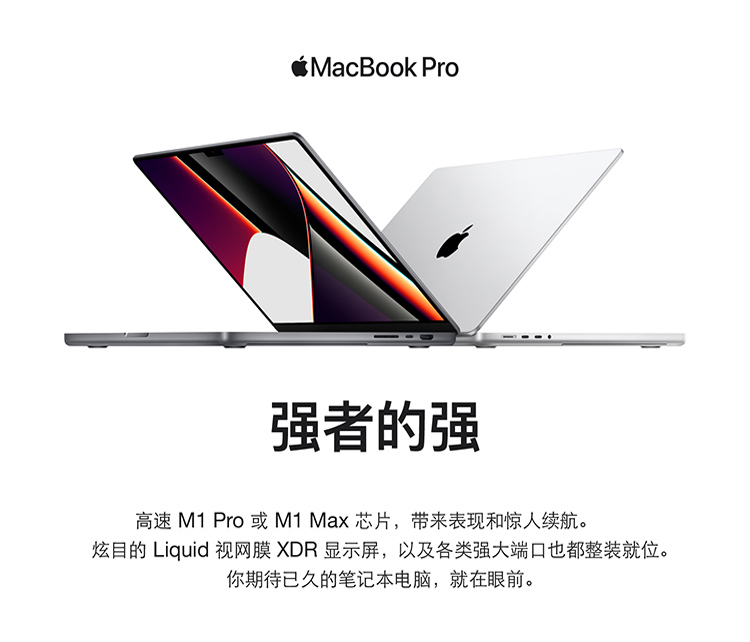 MacBook Pro
强者的强
高速 M1 Pro 或 M1 Max 芯片，带来表现和惊人续航。
炫目的 Liquid 视网膜 XDR 显示屏，以及各类强大端口也都整装就位。
你期待已久的笔记本电脑，就在眼前。